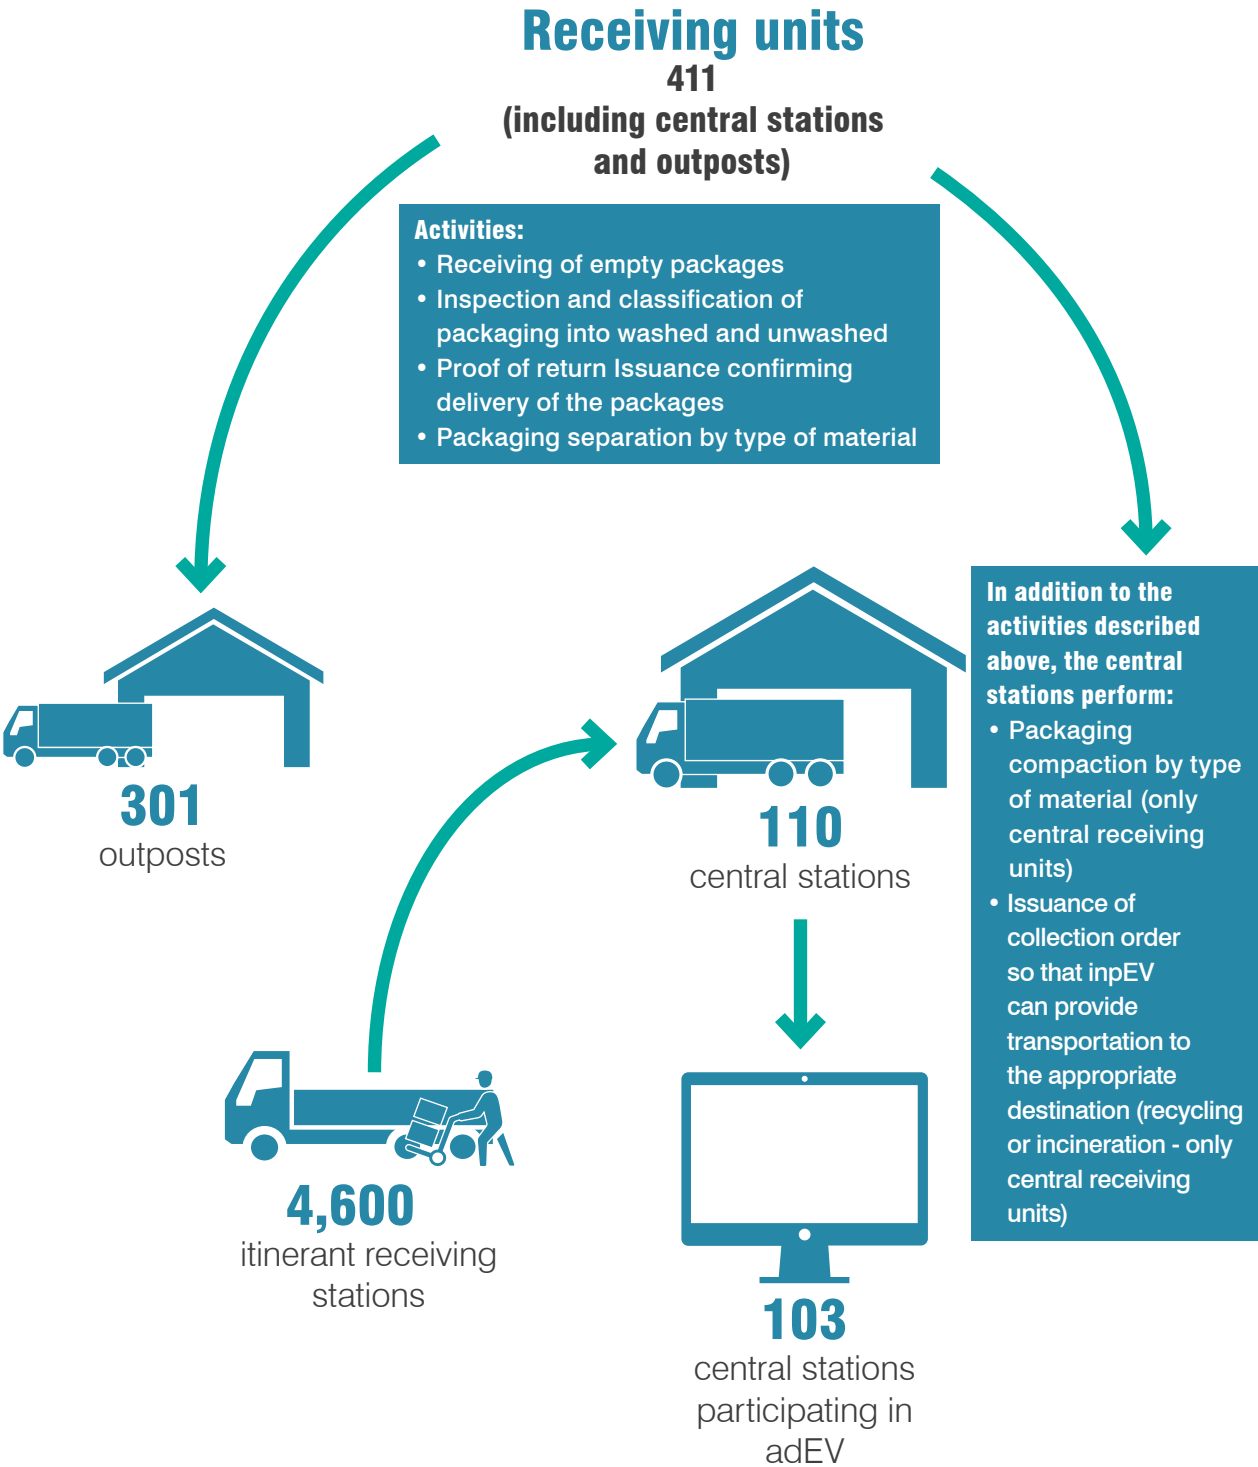 Receiving units
411
(including central stations
and outposts)
Activities:
• Receiving of empty packages
• Inspection and classification of
packaging into washed and unwashed
• Proof of return Issuance confirming
delivery of the packages
• Packaging separation by type of material
301
outposts
110
central stations
In addition to the
activities described
above, the central
stations perform:
• Packaging
compaction by type
of material (only
central receiving
units)
• Issuance of
collection order
so that inpEV
can provide
transportation to
the appropriate
destination (recycling
or incineration - only
central receiving
units)
4,600
itinerant receiving
stations
103
central stations
participating in
adEV